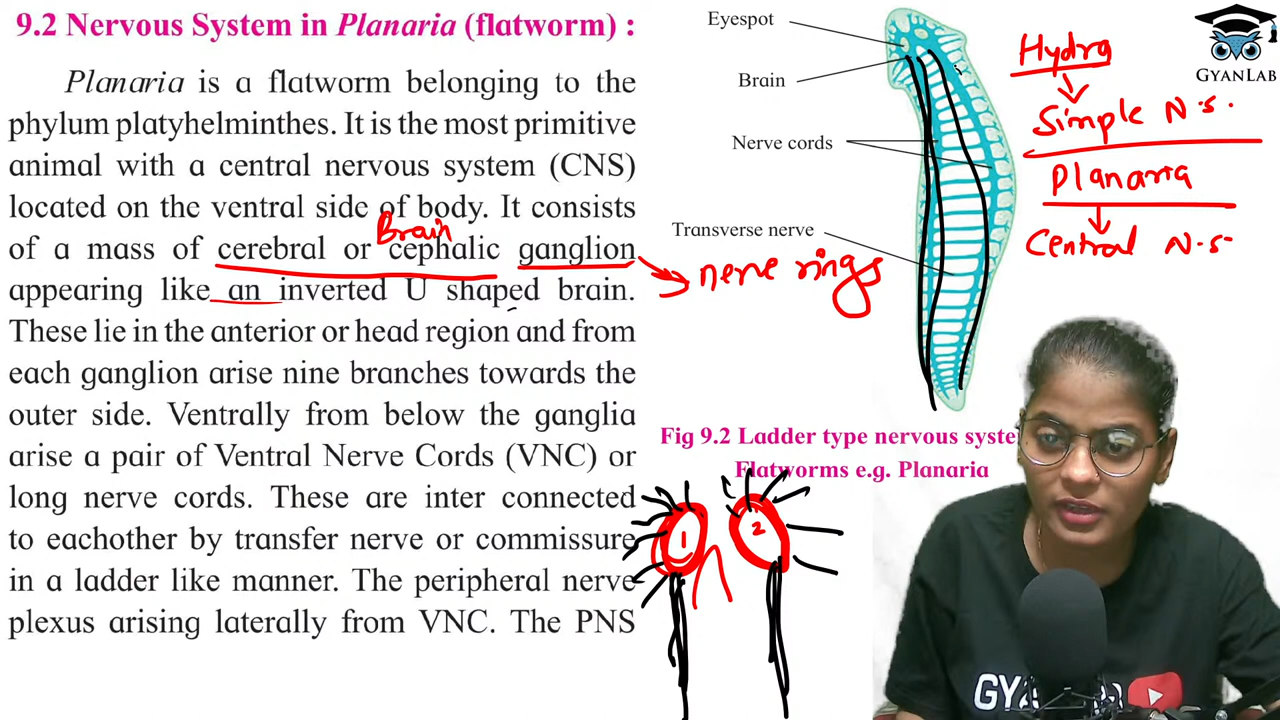 9.2 Nervous System in Planaria (flatworm) :
Planaria is a flatworm belonging to the
phylum platyhelminthes. It is the most primitive
animal with a central nervous system (CNS)
located on the ventral side of body. It consists
Brain
of a mass of cerebral or cephalic ganglion
appearing like an inverted U shaped brain.
These lie in the anterior or head region and from
each ganglion arise nine branches towards the
outer side. Ventrally from below the ganglia
arise a pair of Ventral Nerve Cords (VNC) or
long nerve cords. These are inter connected
to eachother by transfer nerve or commissure
in a ladder like manner. The peripheral nerve
plexus arising laterally from VNC. The PNS
Eyespot
Brain
Nerve cords
Transverse nerve
nerve rings
Fig 9.2 Ladder type nervous syste
Flatworms e.g. Planaria
1
2
Hydra
Simple N.S.
Planaria
Central N.S
GYANLAB